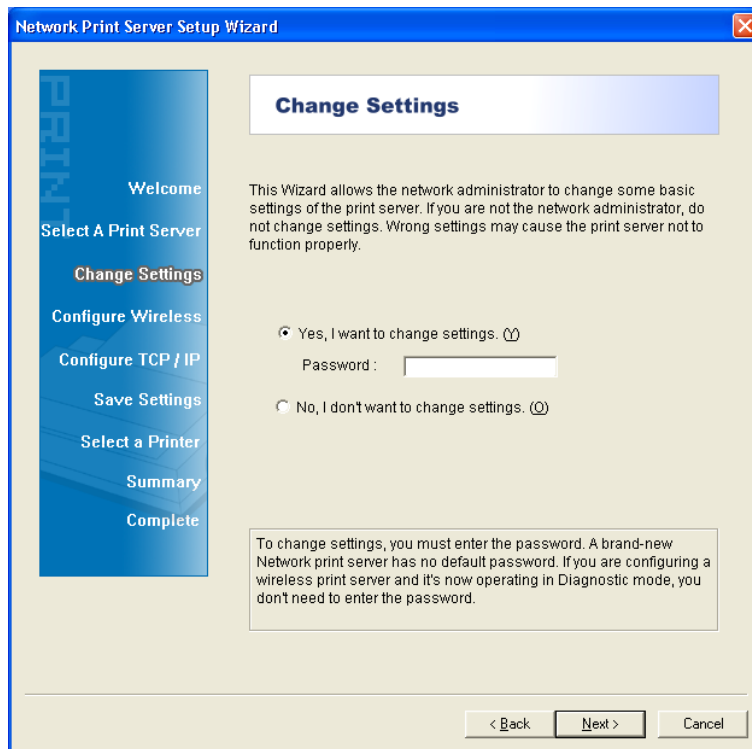 Network Print Server Setup Wizard
PRINT
Change Settings
Welcome
Select A Print Server
Change Settings
Configure Wireless
Configure TCP / IP
Save Settings
Select a Printer
Summary
Complete
This Wizard allows the network administrator to change some basic
settings of the print server. If you are not the network administrator, do
not change settings. Wrong settings may cause the print server not to
function properly.
Yes, I want to change settings. (Y)
Password :
No, I don't want to change settings. (O)
To change settings, you must enter the password. A brand-new
Network print server has no default password. If you are configuring a
wireless print server and it's now operating in Diagnostic mode, you
don't need to enter the password.
< Back
Next >
Cancel